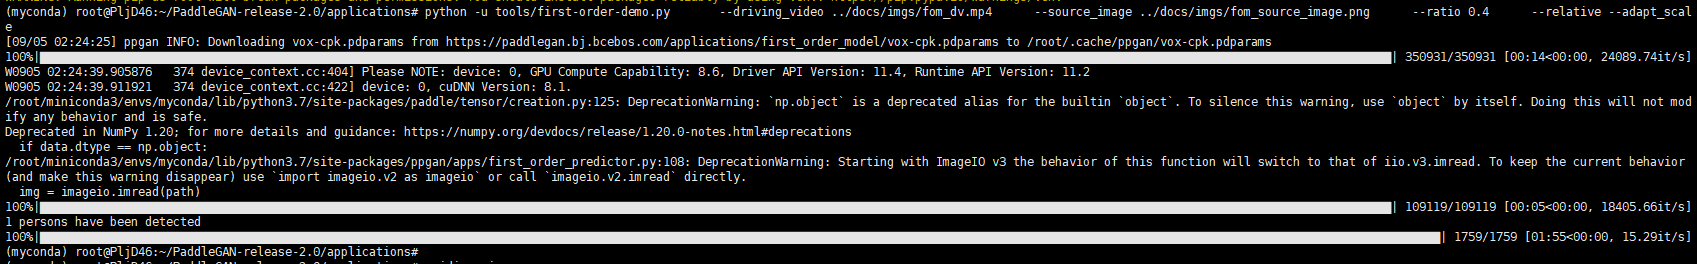 (myconda) root@PljD46:~/PaddleGAN-release-2.0/applications# python -u tools/first-order-demo.py      --driving_video ../docs/imgs/fom_dv.mp4      --source_image ../docs/imgs/fom_source_image.png      --ratio 0.4      --relative --adapt_scal
e
[09/05 02:24:25] ppgan INFO: Downloading vox-cpk.pdparams from https://paddlegan.bj.bcebos.com/applications/first_order_model/vox-cpk.pdparams to /root/.cache/ppgan/vox-cpk.pdparams
100%| | 350931/350931 [00:14<00:00, 24089.74it/s]
W0905 02:24:39.905876   374 device_context.cc:404] Please NOTE: device: 0, GPU Compute Capability: 8.6, Driver API Version: 11.4, Runtime API Version: 11.2
W0905 02:24:39.911921   374 device_context.cc:422] device: 0, cuDNN Version: 8.1.
/root/miniconda3/envs/myconda/lib/python3.7/site-packages/paddle/tensor/creation.py:125: DeprecationWarning: `np.object` is a deprecated alias for the builtin `object`. To silence this warning, use `object` by itself. Doing this will not mod
ify any behavior and is safe.
Deprecated in NumPy 1.20; for more details and guidance: https://numpy.org/devdocs/release/1.20.0-notes.html#deprecations
  if data.dtype == np.object:
/root/miniconda3/envs/myconda/lib/python3.7/site-packages/ppgan/apps/first_order_predictor.py:108: DeprecationWarning: Starting with ImageIO v3 the behavior of this function will switch to that of iio.v3.imread. To keep the current behavior
(and make this warning disappear) use `import imageio.v2 as imageio` or call `imageio.v2.imread` directly.
  img = imageio.imread(path)
100%| | 109119/109119 [00:05<00:00, 18405.66it/s]
1 persons have been detected
100%| | 1759/1759 [01:55<00:00, 15.29it/s]
(myconda) root@PljD46:~/PaddleGAN-release-2.0/applications#